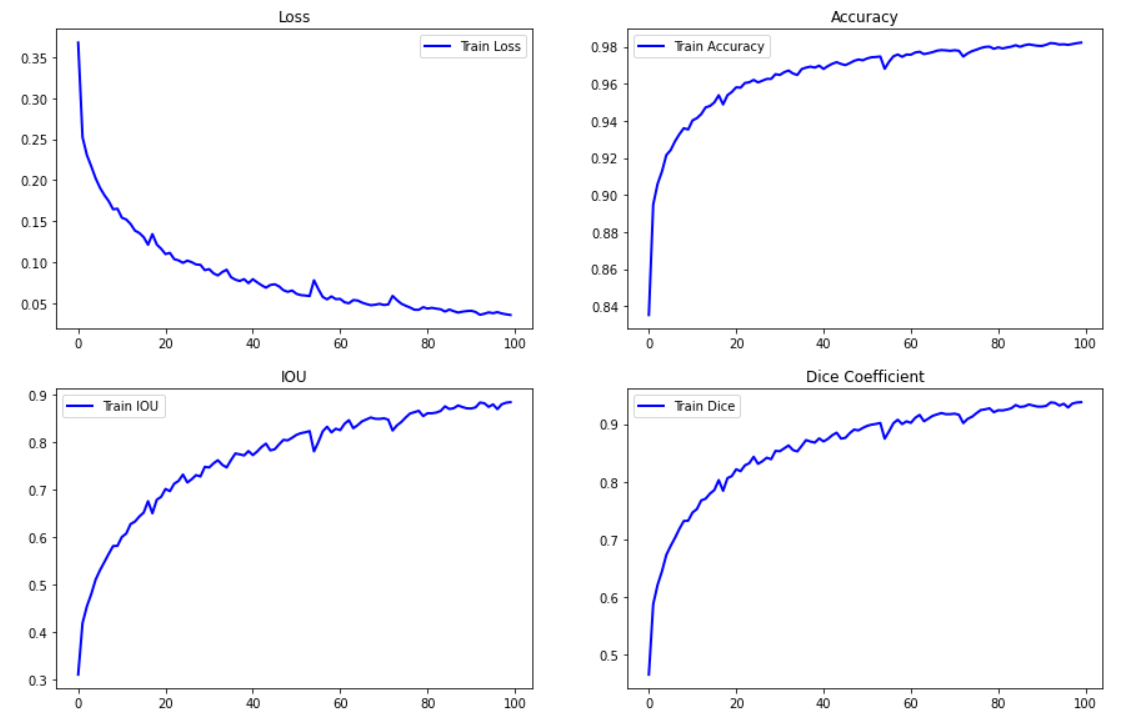 Loss
Train Loss
0.35
0.30
0.25
0.20
0.15
0.10
0.05
0 20 40 60 80 100
Accuracy
Train Accuracy
0.98
0.96
0.94
0.92
0.90
0.88
0.86
0.84
0 20 40 60 80 100
IOU
Train IOU
0.9
0.8
0.7
0.6
0.5
0.4
0.3
0 20 40 60 80 100
Dice Coefficient
Train Dice
0.9
0.8
0.7
0.6
0.5
0 20 40 60 80 100